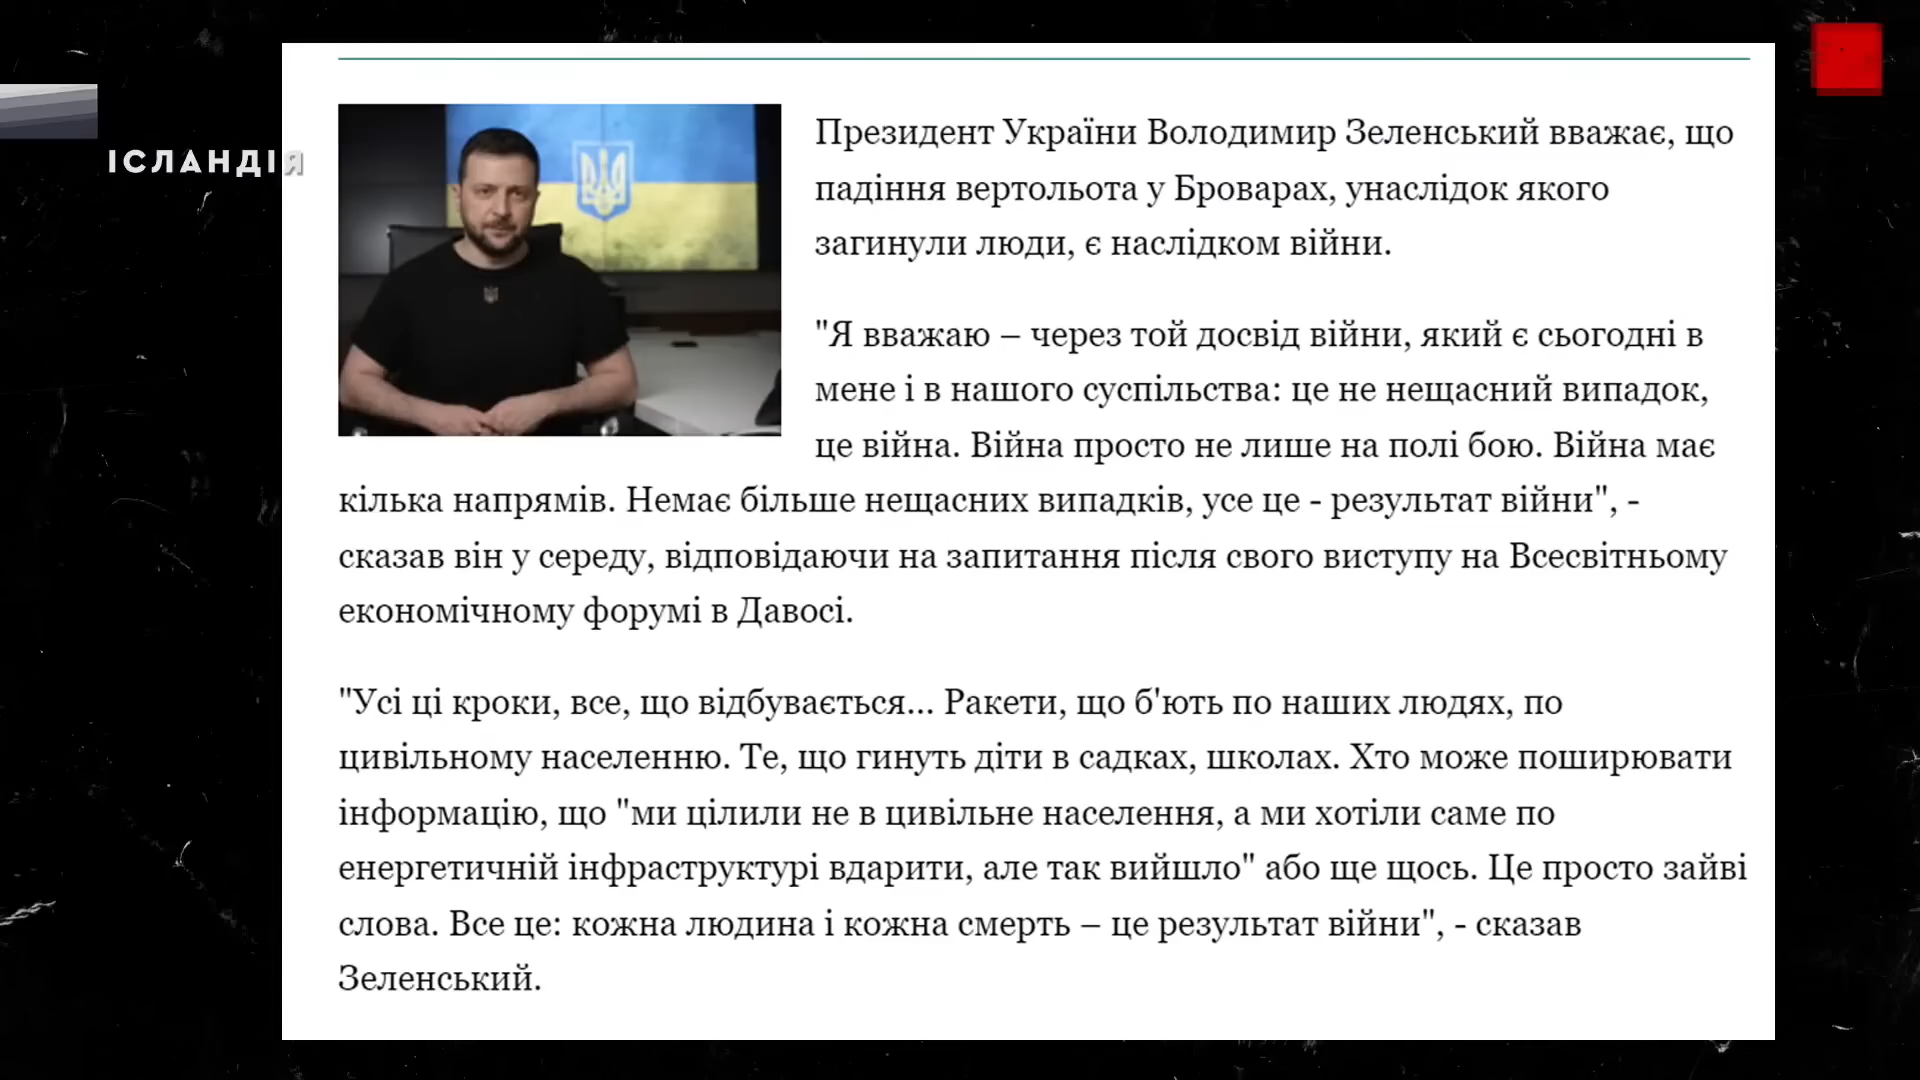 ІСЛАНДІЯ
Президент України Володимир Зеленський вважає, що
падіння вертольота у Броварах, унаслідок якого
загинули люди, є наслідком війни.
"Я вважаю – через той досвід війни, який є сьогодні в
мене і в нашого суспільства: це не нещасний випадок,
це війна. Війна просто не лише на полі бою. Війна має
кілька напрямів. Немає більше нещасних випадків, усе це - результат війни", -
сказав він у середу, відповідаючи на запитання після свого виступу на Всесвітньому
економічному форумі в Давосі.
"Усі ці кроки, все, що відбувається... Ракети, що б'ють по наших людях, по
цивільному населенню. Те, що гинуть діти в садках, школах. Хто може поширювати
інформацію, що "ми цілили не в цивільне населення, а ми хотіли саме по
енергетичній інфраструктурі вдарити, але так вийшло" або ще щось. Це просто зайві
слова. Все це: кожна людина і кожна смерть – це результат війни", - сказав
Зеленський.